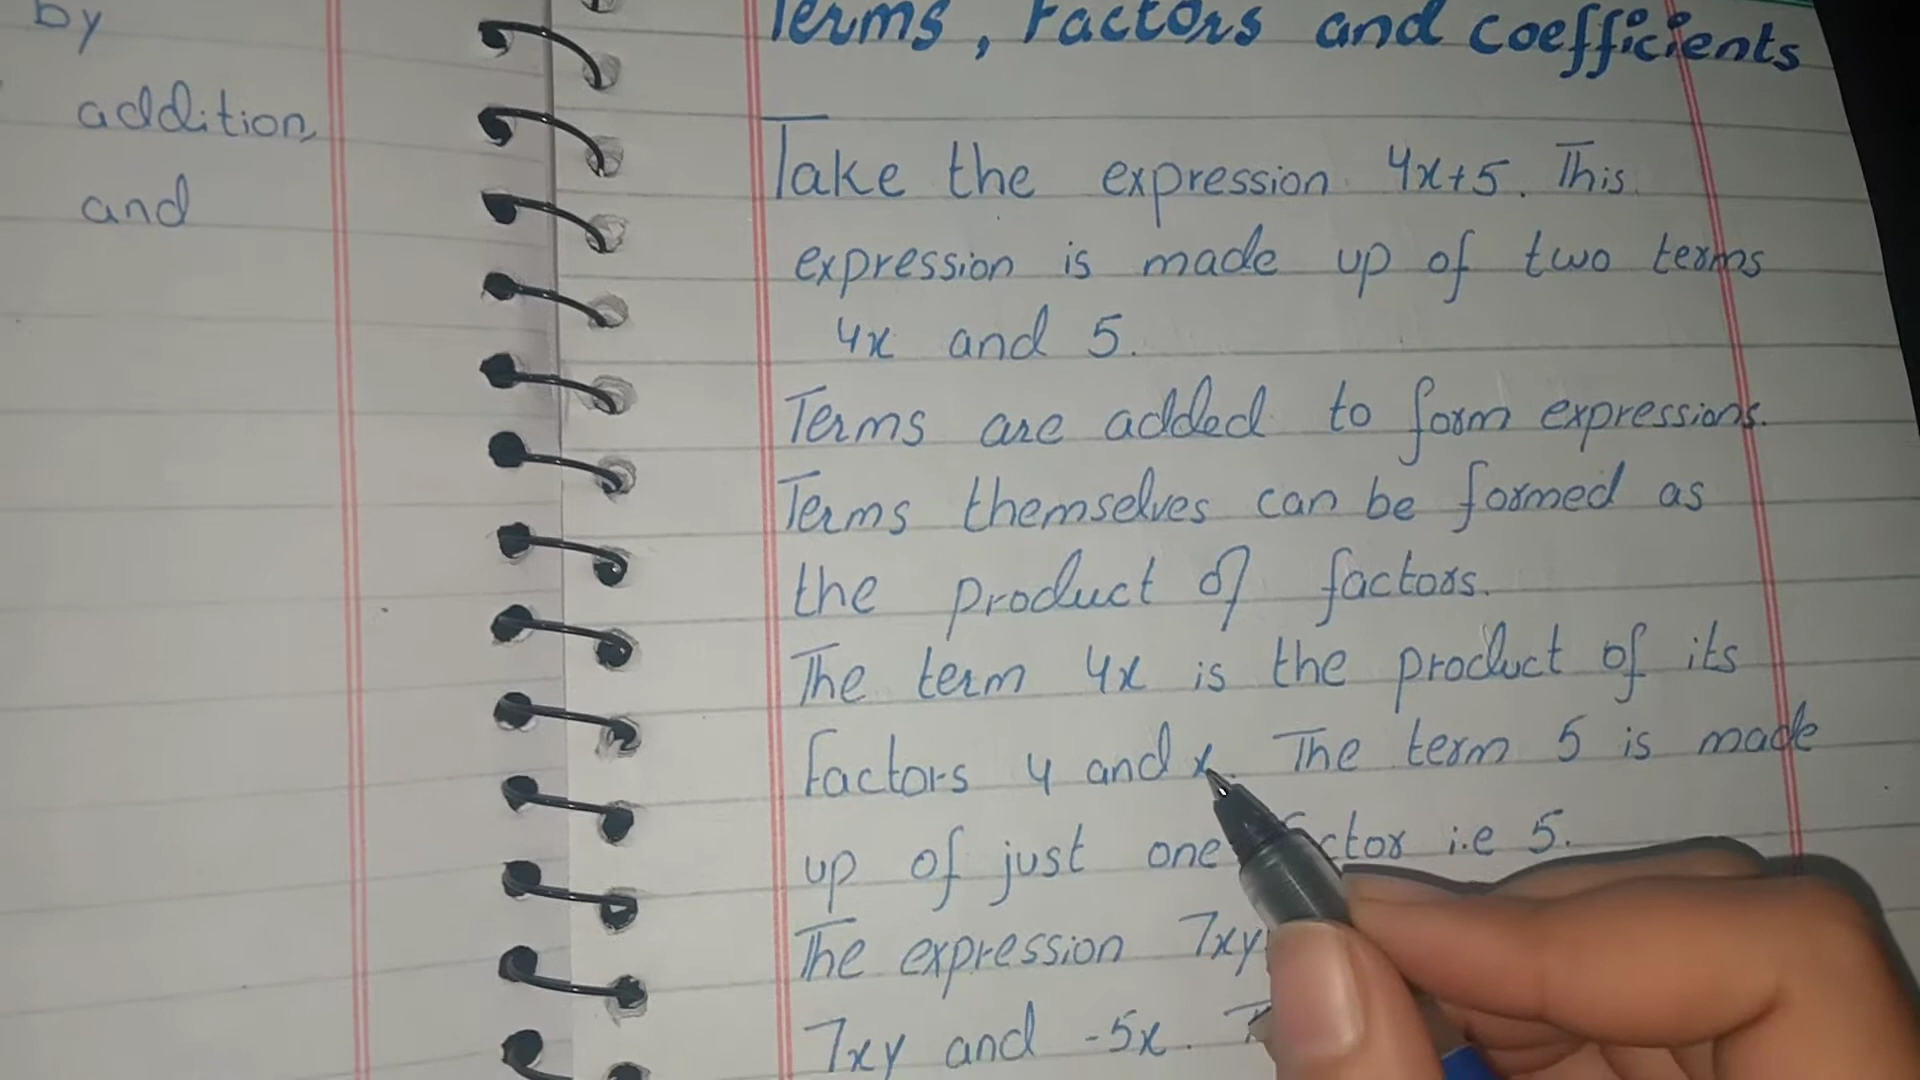 by
addition,
and
Terms, Factors and coefficients
Take the expression 4x+5. This
expression is made up of two terms
4x and 5.
Terms are added to form expressions.
Terms themselves can be formed as
the product of factors.
The term 4x is the product of its
Factors 4 and x. The term 5 is made
up of just one i.e 5.
The expression 7xy
7xy and -5x.